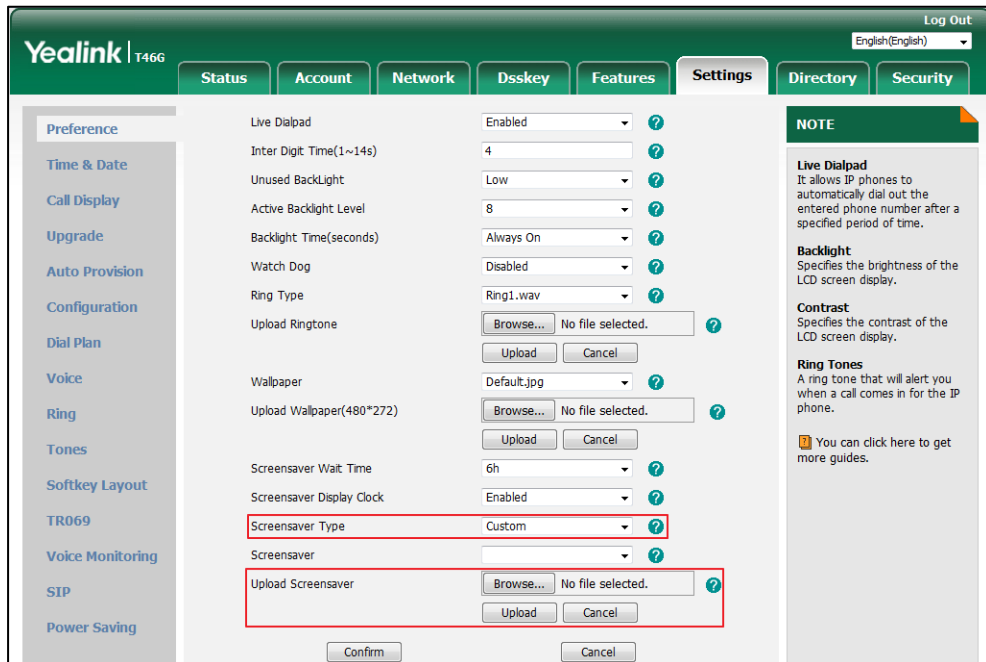 Log Out
English(English)
Yealink | T46G
Status Account Network Dsskey Features Settings Directory Security
Preference
Time & Date
Call Display
Upgrade
Auto Provision
Configuration
Dial Plan
Voice
Ring
Tones
Softkey Layout
TR069
Voice Monitoring
SIP
Power Saving
Live Dialpad Enabled ?
Inter Digit Time(1~14s) 4 ?
Unused BackLight Low ?
Active Backlight Level 8 ?
Backlight Time(seconds) Always On ?
Watch Dog Disabled ?
Ring Type Ring1.wav ?
Upload Ringtone Browse... No file selected. ?
Upload Cancel
Wallpaper Default.jpg ?
Upload Wallpaper(480*272) Browse... No file selected. ?
Upload Cancel
Screensaver Wait Time 6h ?
Screensaver Display Clock Enabled ?
Screensaver Type Custom ?
Screensaver ?
Upload Screensaver Browse... No file selected. ?
Upload Cancel
Confirm Cancel
NOTE
Live Dialpad
It allows IP phones to
automatically dial out the
entered phone number after a
specified period of time.
Backlight
Specifies the brightness of the
LCD screen display.
Contrast
Specifies the contrast of the
LCD screen display.
Ring Tones
A ring tone that will alert you
when a call comes in for the IP
phone.
? You can click here to get
more guides.